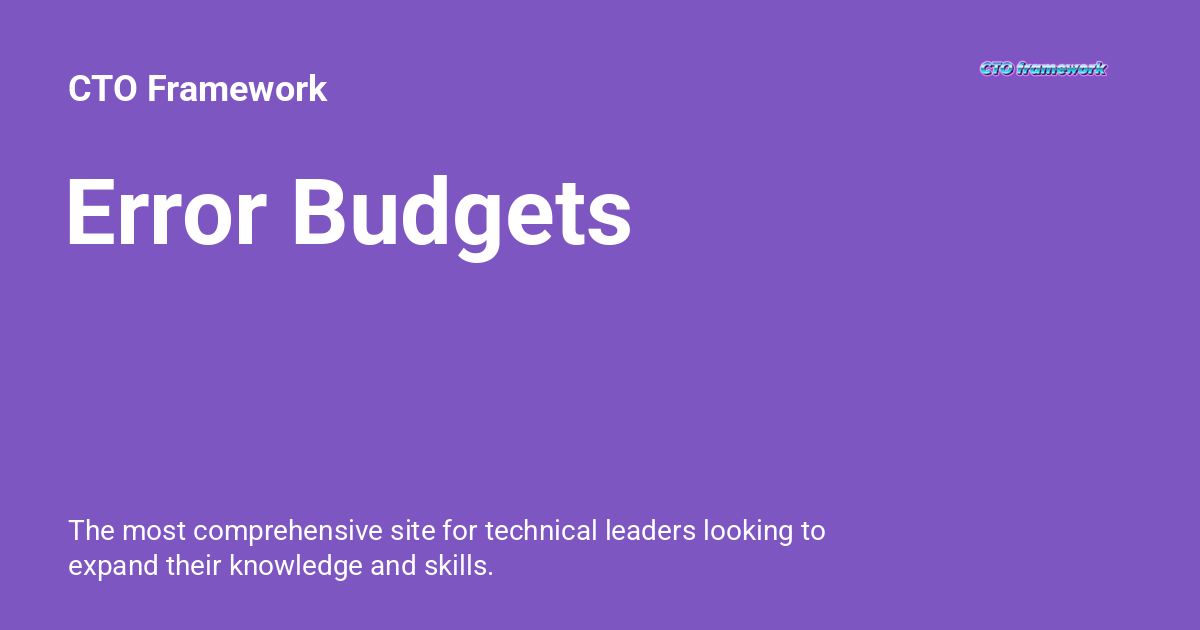 CTO Framework
CTO framework
Error Budgets
The most comprehensive site for technical leaders looking to
expand their knowledge and skills.